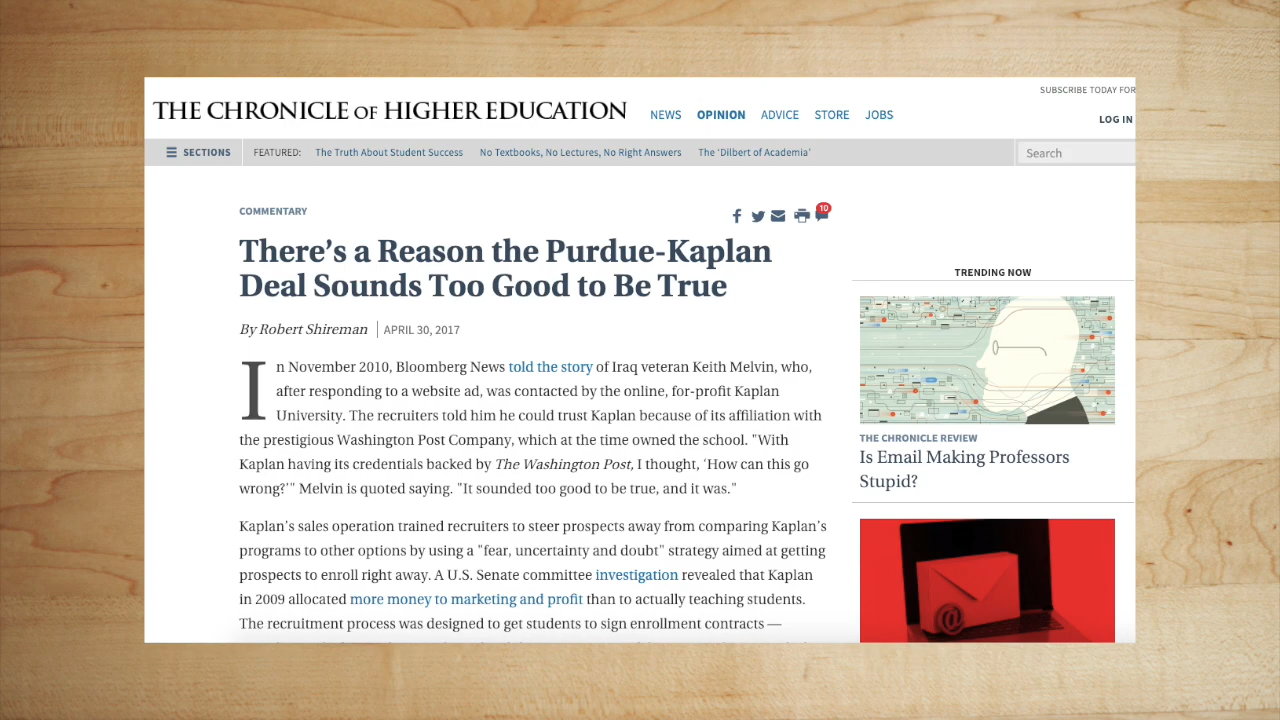 SUBSCRIBE TODAY FOR
THE CHRONICLE OF HIGHER EDUCATION
NEWS OPINION ADVICE STORE JOBS
LOG IN
SECTIONS FEATURED: The Truth About Student Success No Textbooks, No Lectures, No Right Answers The 'Dilbert of Academia' Search
COMMENTARY
10
There's a Reason the Purdue-Kaplan
Deal Sounds Too Good to Be True
By Robert Shireman APRIL 30, 2017
In November 2010, Bloomberg News told the story of Iraq veteran Keith Melvin, who,
after responding to a website ad, was contacted by the online, for-profit Kaplan
University. The recruiters told him he could trust Kaplan because of its affiliation with
the prestigious Washington Post Company, which at the time owned the school. "With
Kaplan having its credentials backed by The Washington Post, I thought, 'How can this go
wrong?'" Melvin is quoted saying. "It sounded too good to be true, and it was."
Kaplan's sales operation trained recruiters to steer prospects away from comparing Kaplan's
programs to other options by using a "fear, uncertainty and doubt" strategy aimed at getting
prospects to enroll right away. A U.S. Senate committee investigation revealed that Kaplan
in 2009 allocated more money to marketing and profit than to actually teaching students.
The recruitment process was designed to get students to sign enrollment contracts —
TRENDING NOW
THE CHRONICLE REVIEW
Is Email Making Professors
Stupid?
@